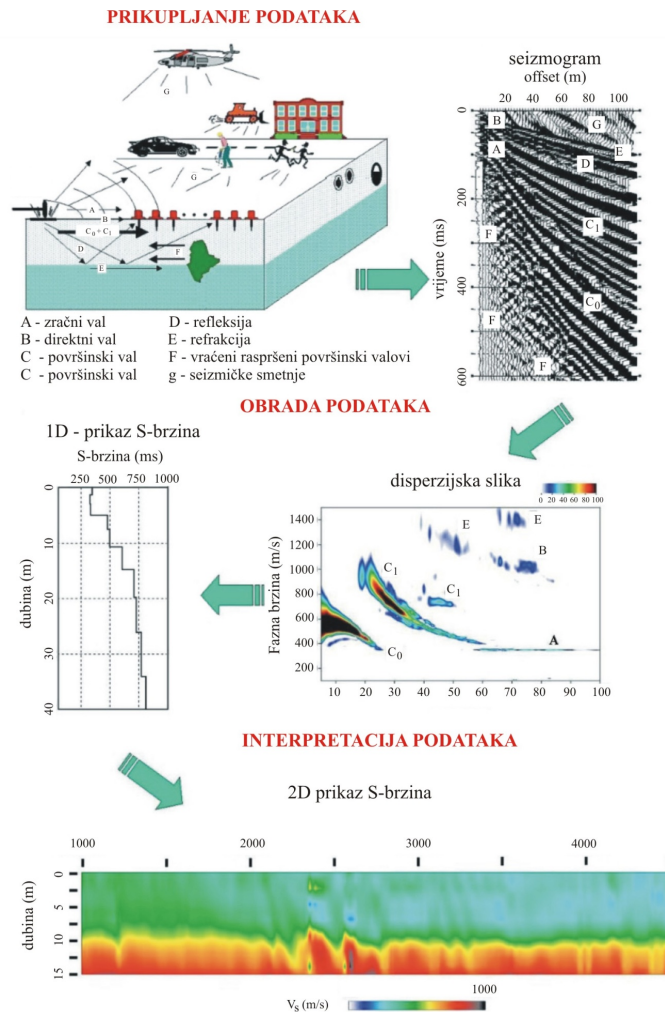 PRIKUPLJANJE PODATAKA
G
G
A
B
C0 + C1
D
F
E
A - zračni val
B - direktni val
C - površinski val
C - površinski val
D - refleksija
E - refrakcija
F - vraćeni raspršeni površinski valovi
g - seizmičke smetnje
seizmogram
offset (m)
20 40 60 80 100
vrijeme (ms)
0
200
400
600
B
G
A
E
D
C1
F
C0
F
F
OBRADA PODATAKA
1D - prikaz S-brzina
S-brzina (ms)
250 500 750 1000
dubina (m)
0
10
20
30
40
disperzijska slika
0 20 40 60 80 100
Fazna brzina (m/s)
1400
1200
1000
800
600
400
200
E
E
B
C1
C1
A
C0
10 20 30 40 50 60 70 80 90 100
INTERPRETACIJA PODATAKA
2D prikaz S-brzina
1000 2000 3000 4000
dubina (m)
0
5
10
15
1000
VS (m/s)